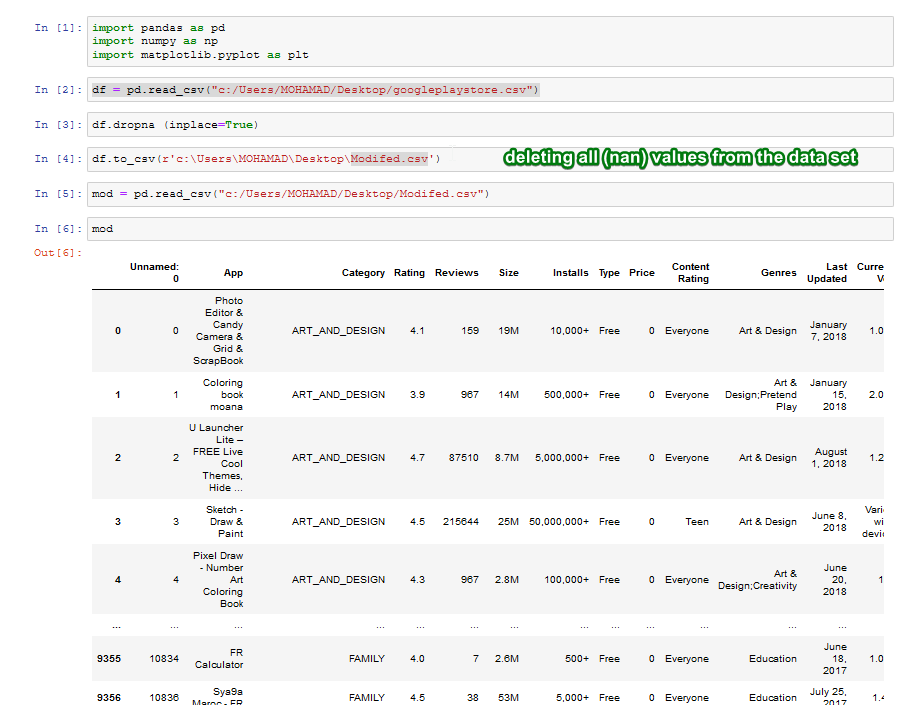 In [1]: import pandas as pd
import numpy as np
import matplotlib.pyplot as plt
In [2]: df = pd.read_csv("c:/Users/MOHAMAD/Desktop/googleplaystore.csv")
In [3]: df.dropna (inplace=True)
In [4]: df.to_csv(r'c:\Users\MOHAMAD\Desktop\Modifed.csv') deleting all (nan) values from the data set
In [5]: mod = pd.read_csv("c:/Users/MOHAMAD/Desktop/Modifed.csv")
In [6]: mod
Out[6]:
Unnamed: 0 App Category Rating Reviews Size Installs Type Price Content Rating Genres Last Updated
0 0 Photo Editor & Candy Camera & Grid & ScrapBook ART_AND_DESIGN 4.1 159 19M 10,000+ Free 0 Everyone Art & Design January 7, 2018 1.0
1 1 Coloring book moana ART_AND_DESIGN 3.9 967 14M 500,000+ Free 0 Everyone Art & Design;Pretend Play January 15, 2018 2.0
2 2 U Launcher Lite – FREE Live Cool Themes, Hide ... ART_AND_DESIGN 4.7 87510 8.7M 5,000,000+ Free 0 Everyone Art & Design August 1, 2018 1.2
3 3 Sketch - Draw & Paint ART_AND_DESIGN 4.5 215644 25M 50,000,000+ Free 0 Teen Art & Design June 8, 2018
4 4 Pixel Draw - Number Art Coloring Book ART_AND_DESIGN 4.3 967 2.8M 100,000+ Free 0 Everyone Art & Design;Creativity June 20, 2018 1
... ... ... ... ... ... ... ... ... ... ... ... ...
9355 10834 FR Calculator FAMILY 4.0 7 2.6M 500+ Free 0 Everyone Education June 18, 2017 1.0
9356 10836 Sya9a Maroc - FR FAMILY 4.5 38 53M 5,000+ Free 0 Everyone Education July 25, 2017 1.4